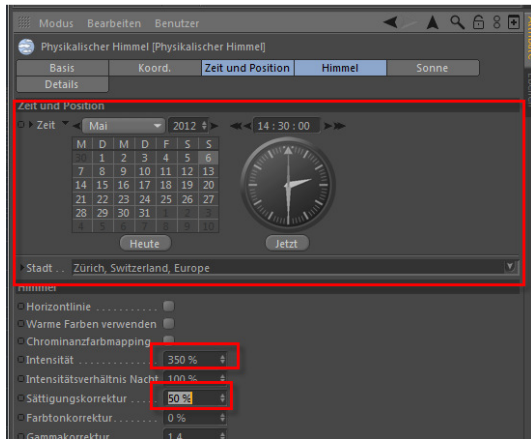 Modus Bearbeiten Benutzer
Physikalischer Himmel [Physikalischer Himmel]
Basis Koord. Zeit und Position Himmel Sonne
Details
Zeit und Position
Zeit Mai 2012 14 : 30 : 00
M D M D F S S
30 1 2 3 4 5 6
7 8 9 10 11 12 13
14 15 16 17 18 19 20
21 22 23 24 25 26 27
28 29 30 31 1 2 3
4 5 6 7 8 9 10
Heute Jetzt
Stadt . . Zürich, Switzerland, Europe
Himmel
Horizontlinie . . . . . . . . . .
Warme Farben verwenden
Chrominanzfarbmapping . .
Intensität . . . . . . . . . . . . . 350 %
Intensitätsverhältnis Nacht 100 %
Sättigungskorrektur . . . . . 50 %
Farbtonkorrektur . . . . . . . 0 %
Gammakorrektur . . . . . . . 1.4